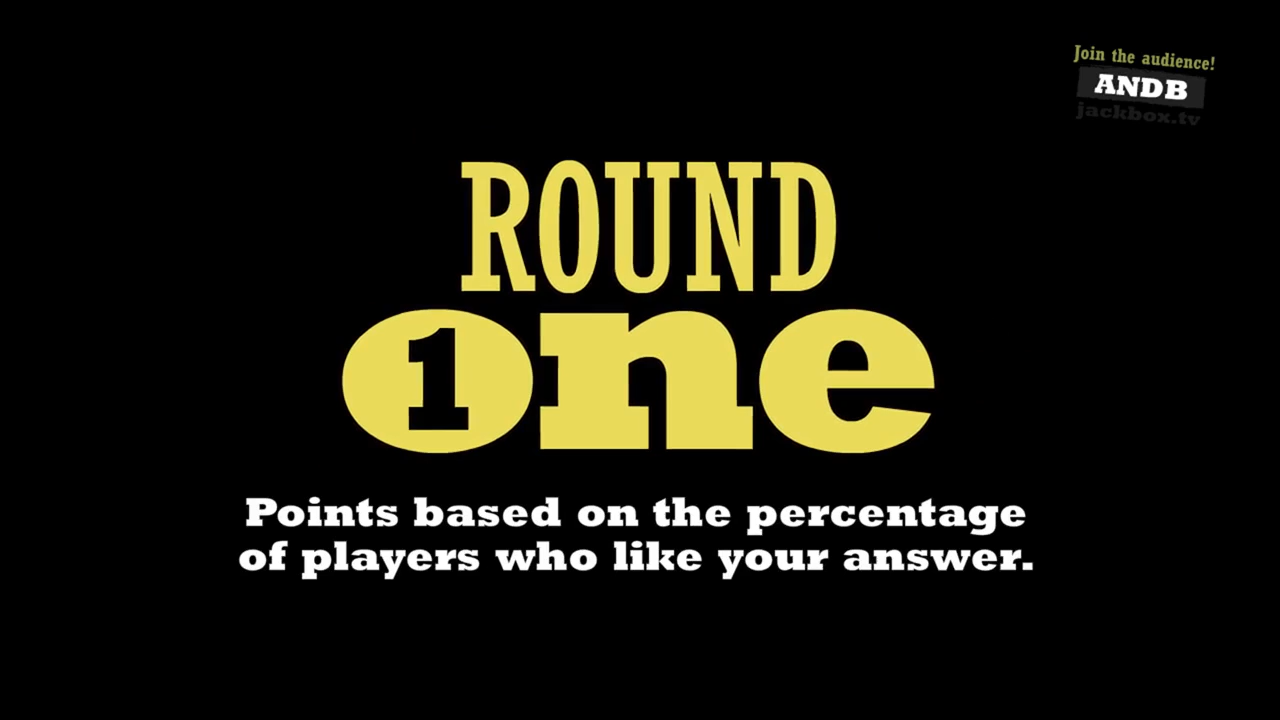 Join the audience!
ANDB
jackbox.tv
ROUND
1
One
Points based on the percentage
of players who like your answer.